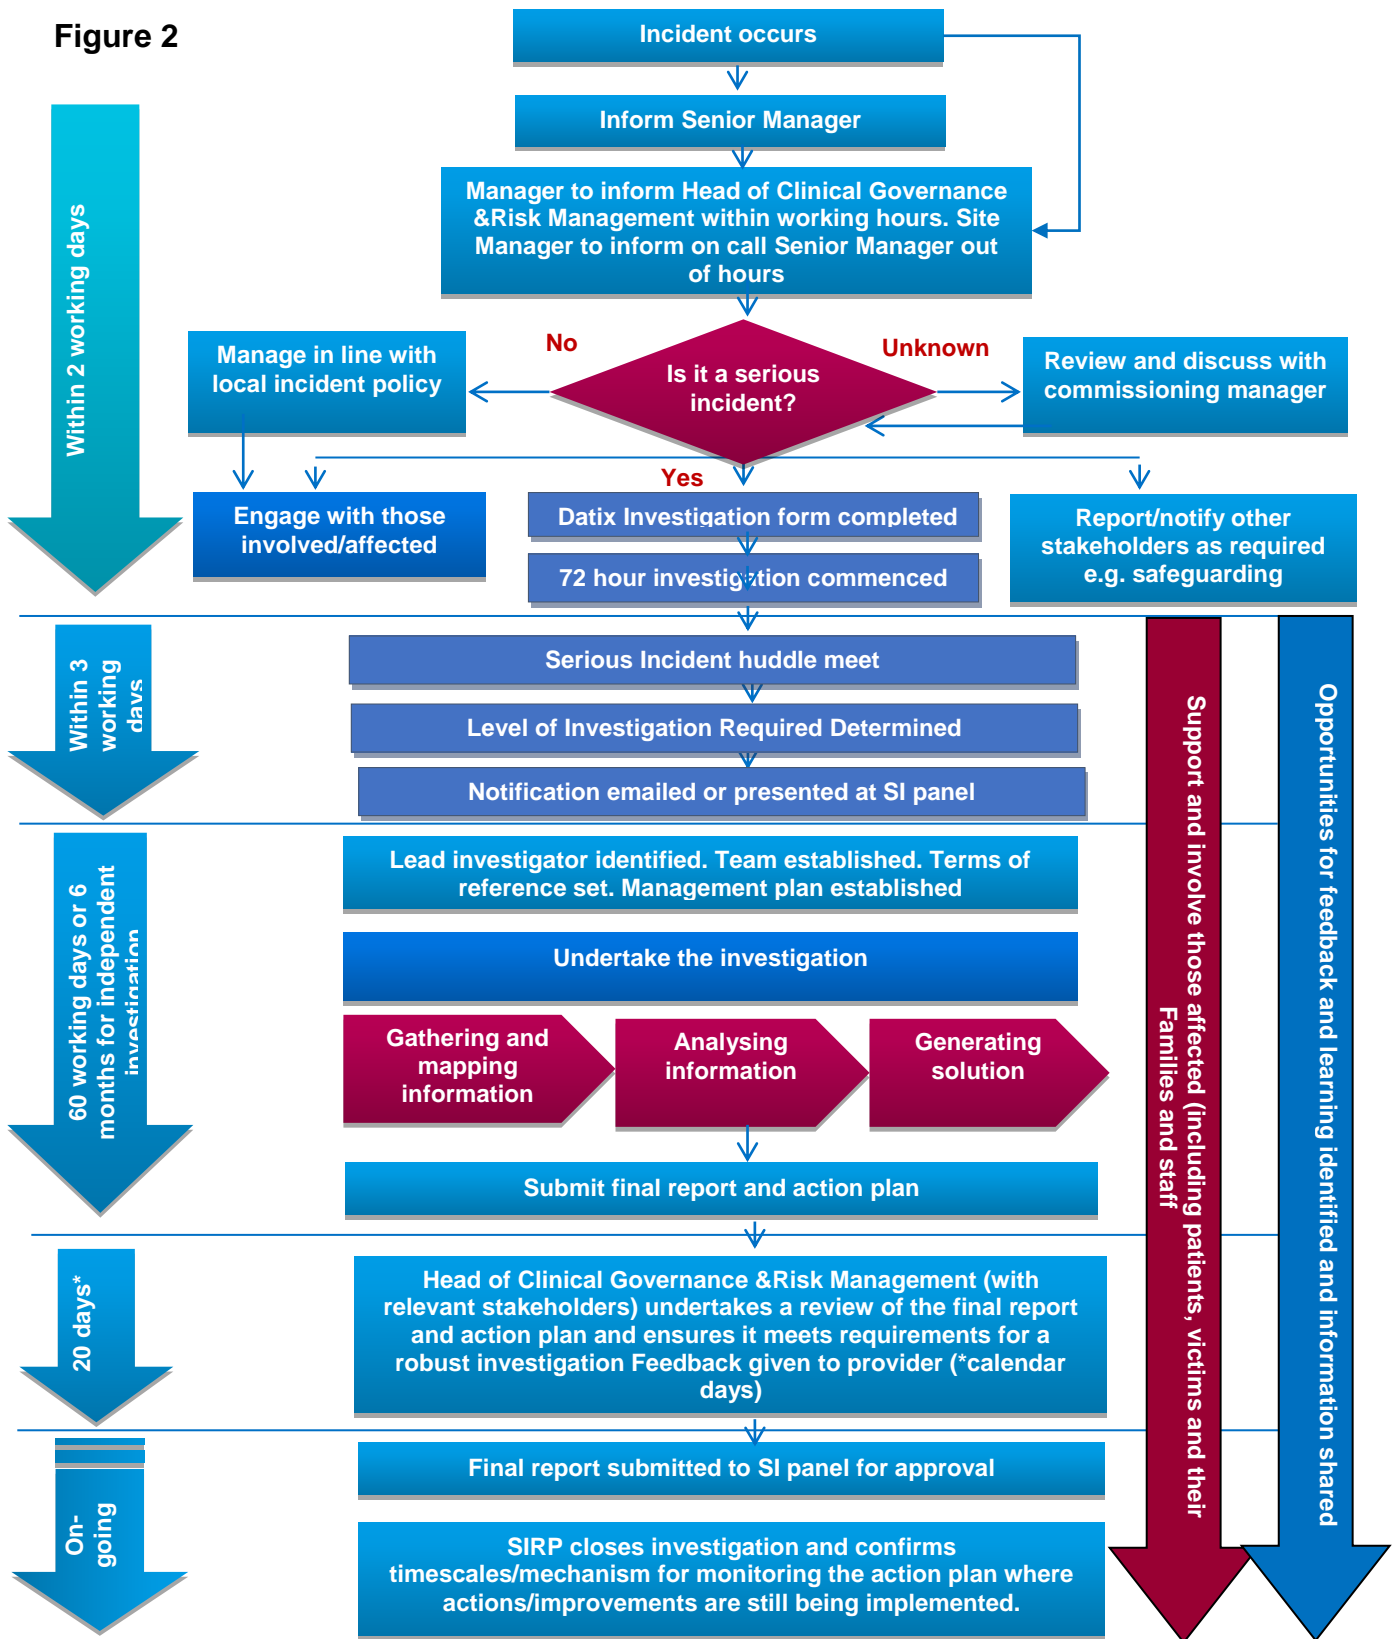 Figure 2
Incident occurs
Inform Senior Manager
Manager to inform Head of Clinical Governance
&Risk Management within working hours. Site
Manager to inform on call Senior Manager out
of hours
Within 2 working days
No
Unknown
Manage in line with
local incident policy
Is it a serious
incident?
Review and discuss with
commissioning manager
Yes
Engage with those
involved/affected
Datix Investigation form completed
72 hour investigation commenced
Report/notify other
stakeholders as required
e.g. safeguarding
Within 3
working
days
Serious Incident huddle meet
Level of Investigation Required Determined
Notification emailed or presented at SI panel
60 working days or 6
months for independent
investigation
Lead investigator identified. Team established. Terms of
reference set. Management plan established
Undertake the investigation
Gathering and
mapping
information
Analysing
information
Generating
solution
Submit final report and action plan
20 days*
Head of Clinical Governance &Risk Management (with
relevant stakeholders) undertakes a review of the final report
and action plan and ensures it meets requirements for a
robust investigation Feedback given to provider (*calendar
days)
On-
going
Final report submitted to SI panel for approval
SIRP closes investigation and confirms
timescales/mechanism for monitoring the action plan where
actions/improvements are still being implemented.
Support and involve those affected (including patients, victims and their
Families and staff
Opportunities for feedback and learning identified and information shared